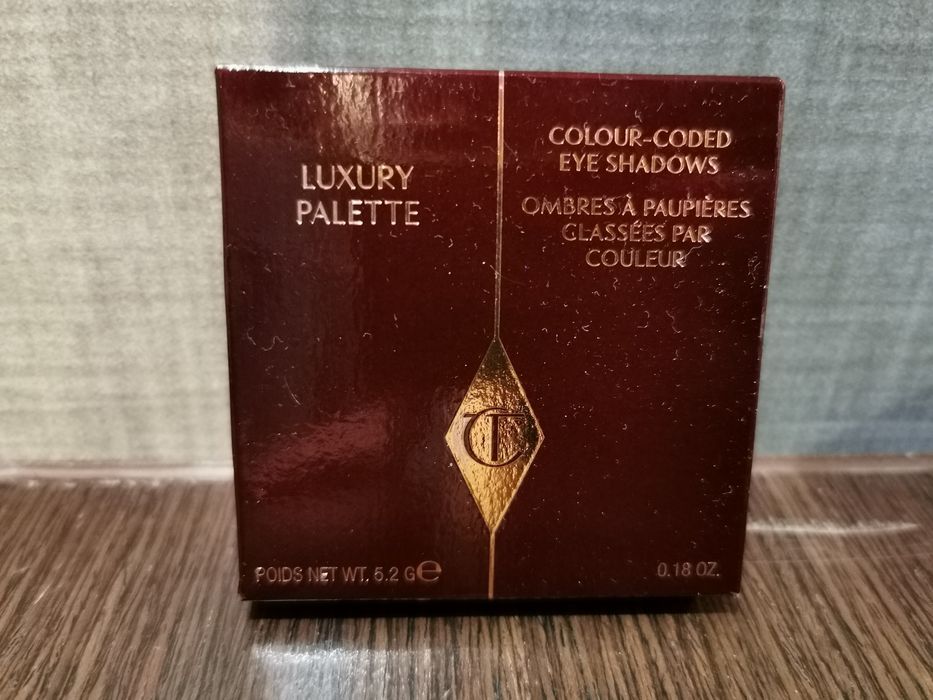 LUXURY
PALETTE
COLOUR-CODED
EYE SHADOWS
OMBRES À PAUPIÈRES
CLASSÉES PAR
COULEUR
CT
POIDS NET WT. 5.2 G℮
0.18 OZ.